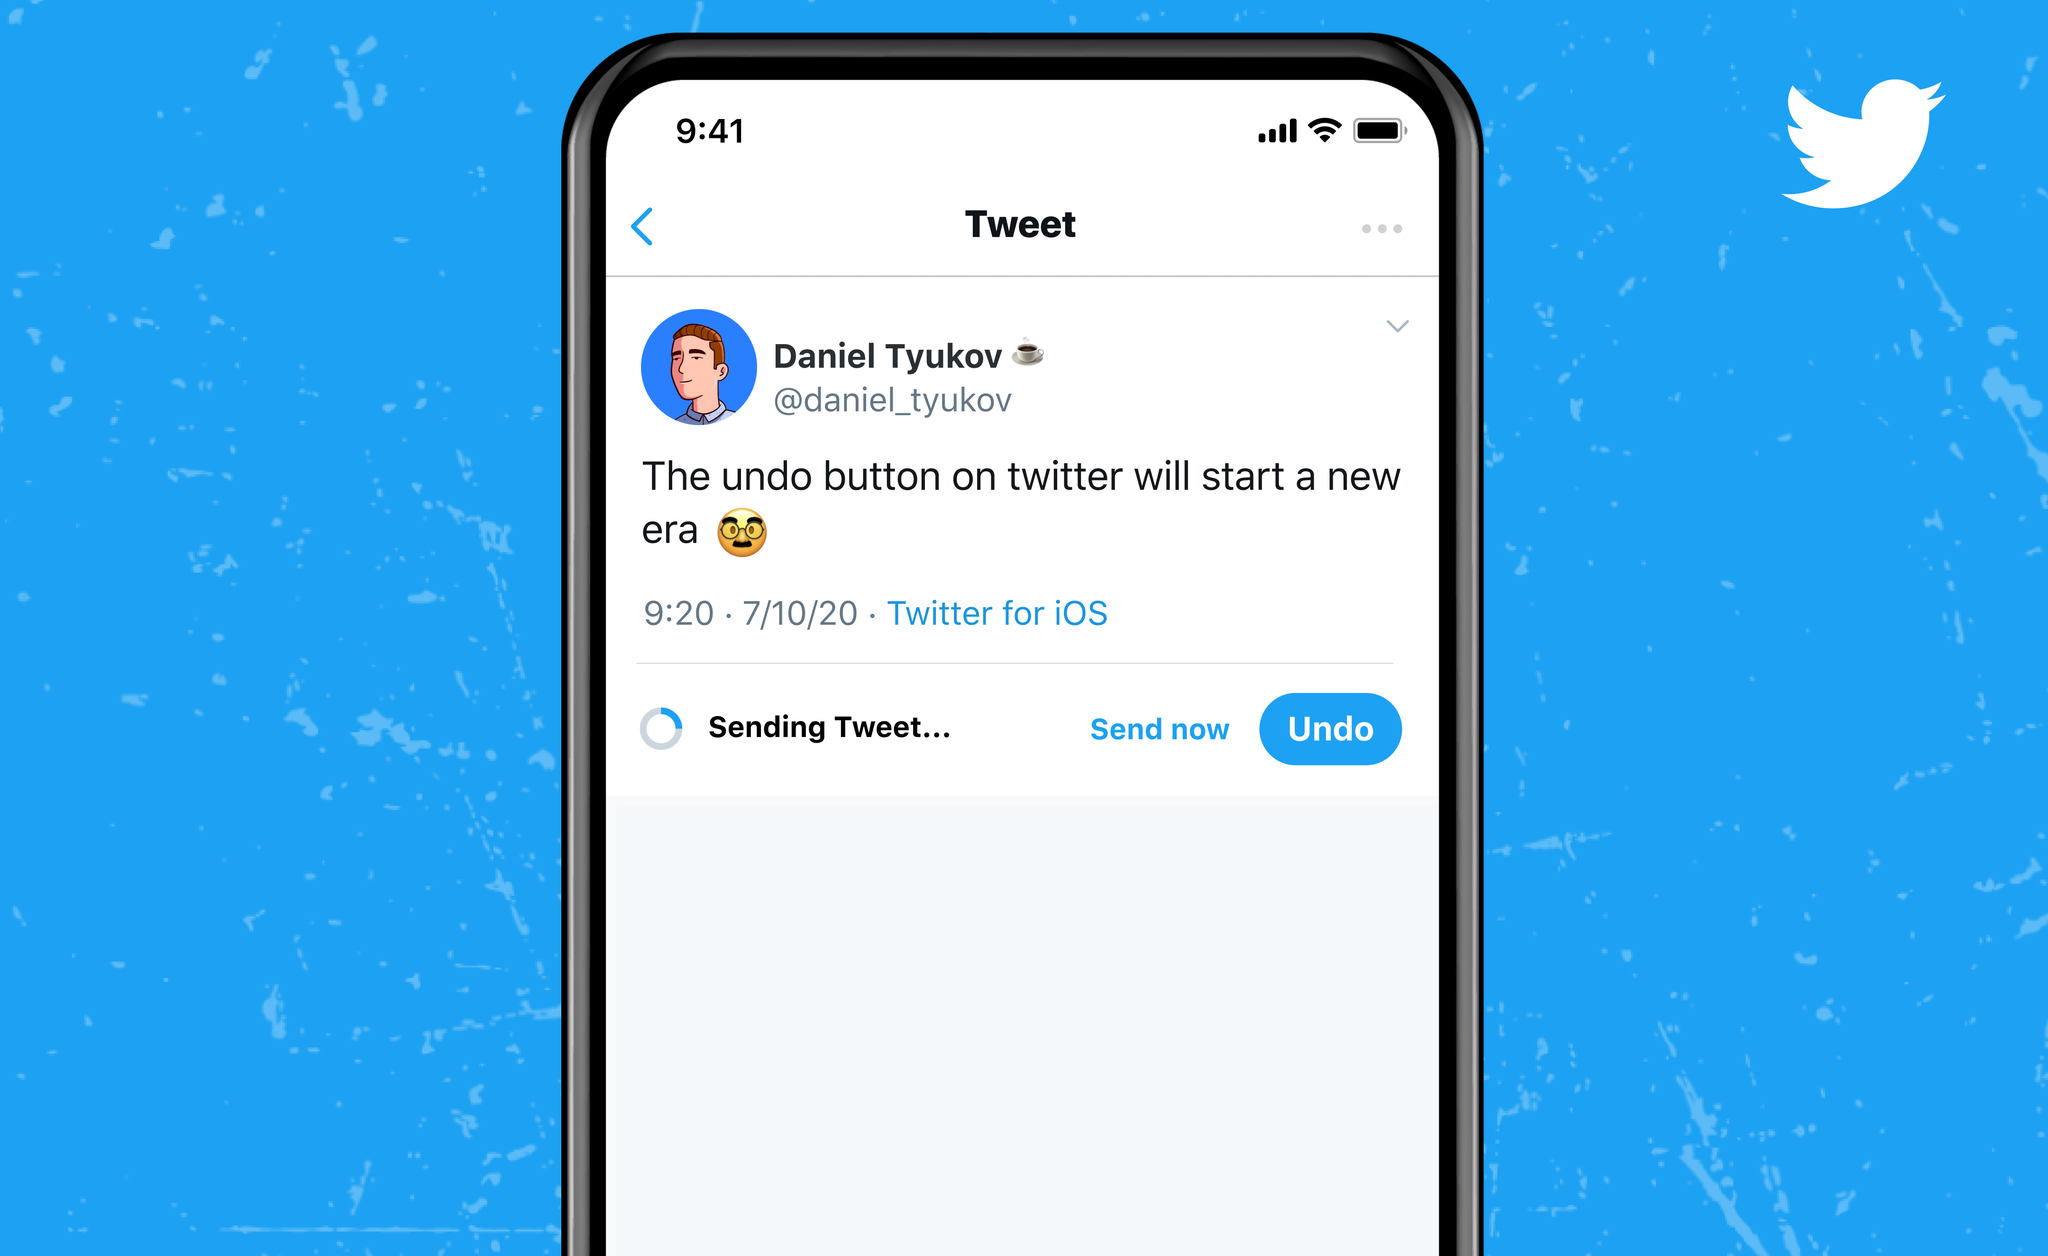 9:41
Tweet
Daniel Tyukov ☕
@daniel_tyukov
The undo button on twitter will start a new
era 🥸
9:20 · 7/10/20 · Twitter for iOS
Sending Tweet... Send now Undo